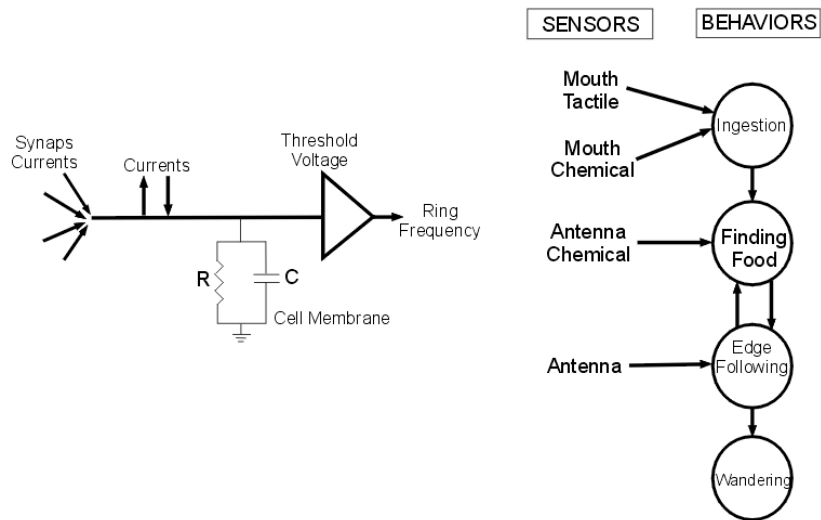 SENSORS
BEHAVIORS
Mouth
Tactile
Ingestion
Mouth
Chemical
Synaps
Currents
Currents
Threshold
Voltage
Ring
Frequency
R
C
Cell Membrane
Antenna
Chemical
Finding
Food
Antenna
Edge
Following
Wandering